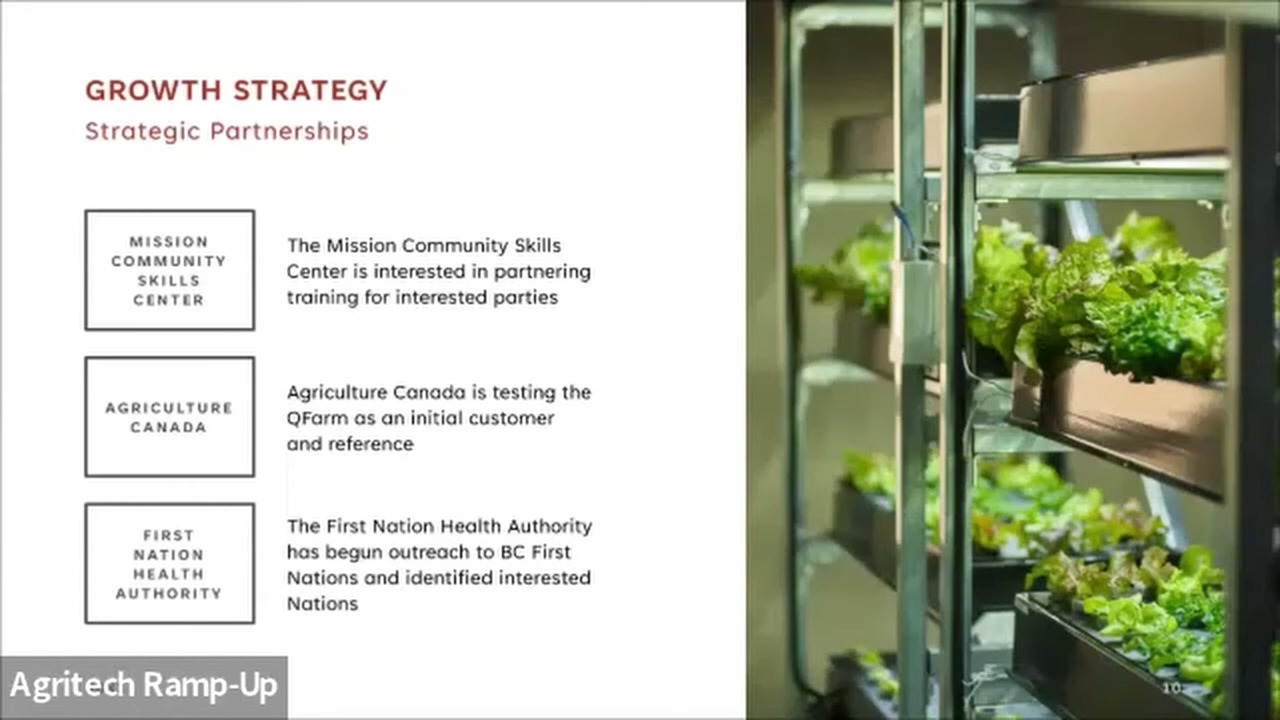 GROWTH STRATEGY
Strategic Partnerships
MISSION
COMMUNITY
SKILLS
CENTER
The Mission Community Skills
Center is interested in partnering
training for interested parties
AGRICULTURE
CANADA
Agriculture Canada is testing the
QFarm as an initial customer
and reference
FIRST
NATION
HEALTH
AUTHORITY
The First Nation Health Authority
has begun outreach to BC First
Nations and identified interested
Nations
Agritech Ramp-Up
10